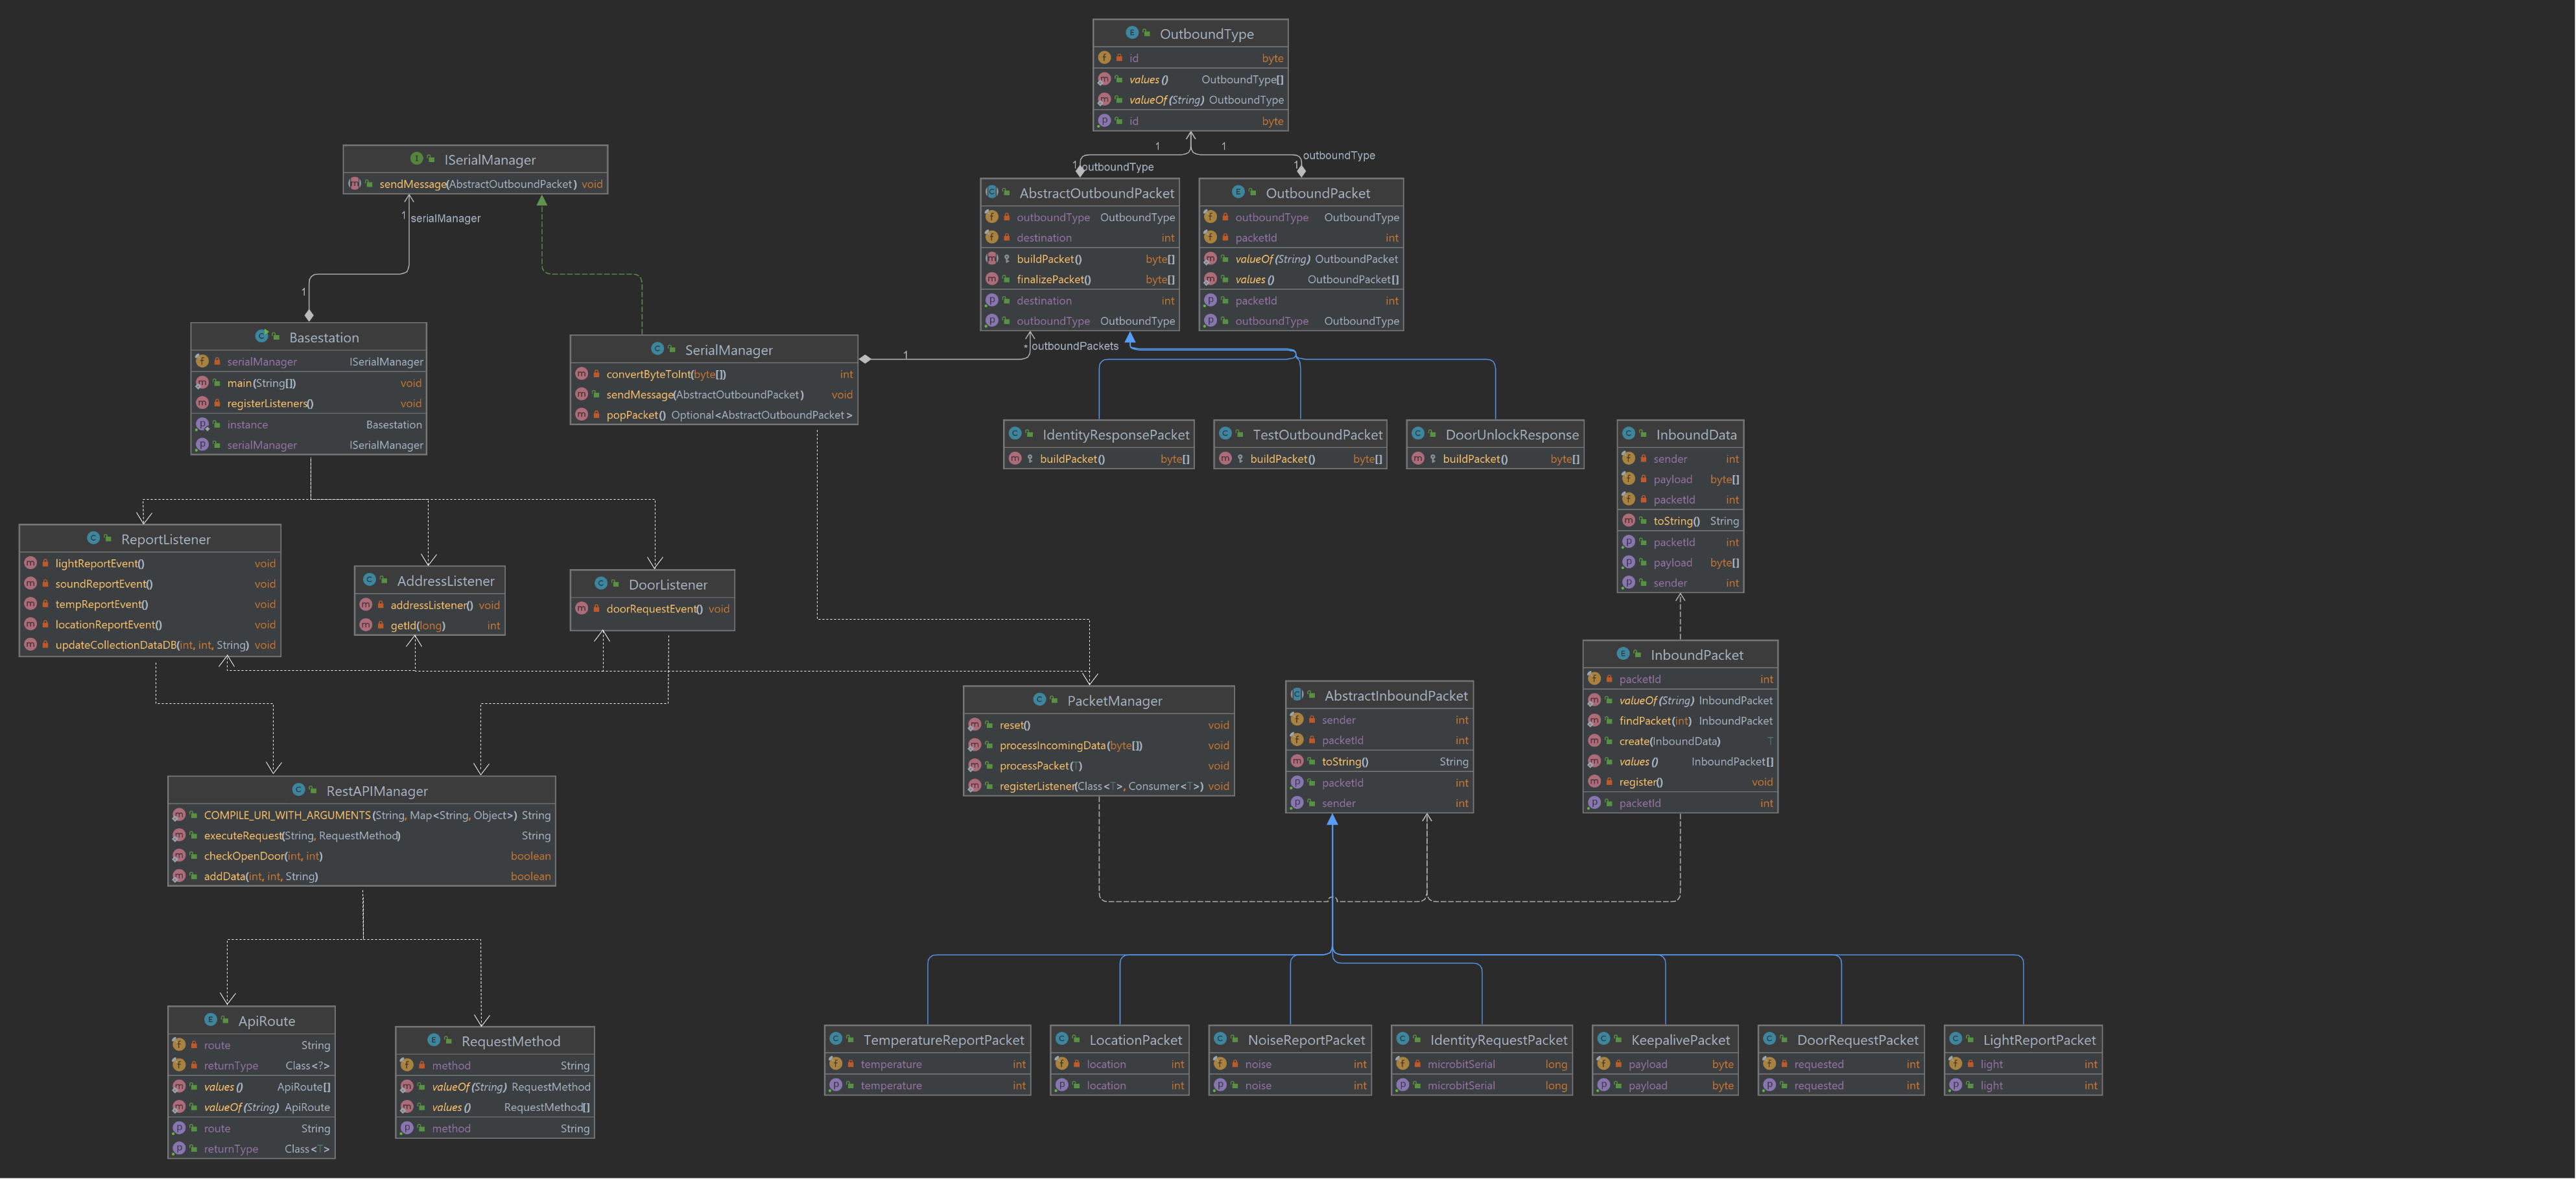 OutboundType
id byte
values() OutboundType[]
valueOf(String) OutboundType
id byte
1 1
1 outboundType
1 outboundType
ISerialManager
sendMessage(AbstractOutboundPacket) void
1 serialManager
1
AbstractOutboundPacket
outboundType OutboundType
destination int
buildPacket() byte[]
finalizePacket() byte[]
destination int
outboundType OutboundType
OutboundPacket
outboundType OutboundType
packetId int
valueOf(String) OutboundPacket
values() OutboundPacket[]
packetId int
outboundType OutboundType
Basestation
serialManager ISerialManager
main(String[]) void
registerListeners() void
instance Basestation
serialManager ISerialManager
SerialManager
convertByteToInt(byte[]) int
sendMessage(AbstractOutboundPacket) void
popPacket() Optional<AbstractOutboundPacket>
1
* outboundPackets
IdentityResponsePacket
buildPacket() byte[]
TestOutboundPacket
buildPacket() byte[]
DoorUnlockResponse
buildPacket() byte[]
InboundData
sender int
payload byte[]
packetId int
toString() String
packetId int
payload byte[]
sender int
ReportListener
lightReportEvent() void
soundReportEvent() void
tempReportEvent() void
locationReportEvent() void
updateCollectionDataDB(int, int, String) void
AddressListener
addressListener() void
getId(long) int
DoorListener
doorRequestEvent() void
PacketManager
reset() void
processIncomingData(byte[]) void
processPacket(T) void
registerListener(Class<T>, Consumer<T>) void
AbstractInboundPacket
sender int
packetId int
toString() String
packetId int
sender int
InboundPacket
packetId int
valueOf(String) InboundPacket
findPacket(int) InboundPacket
create(InboundData) T
values() InboundPacket[]
register() void
packetId int
RestAPIManager
COMPILE_URI_WITH_ARGUMENTS(String, Map<String, Object>) String
executeRequest(String, RequestMethod) String
checkOpenDoor(int, int) boolean
addData(int, int, String) boolean
ApiRoute
route String
returnType Class<?>
values() ApiRoute[]
valueOf(String) ApiRoute
route String
returnType Class<T>
RequestMethod
method String
valueOf(String) RequestMethod
values() RequestMethod[]
method String
TemperatureReportPacket
temperature int
temperature int
LocationPacket
location int
location int
NoiseReportPacket
noise int
noise int
IdentityRequestPacket
microbitSerial long
microbitSerial long
KeepalivePacket
payload byte
payload byte
DoorRequestPacket
requested int
requested int
LightReportPacket
light int
light int